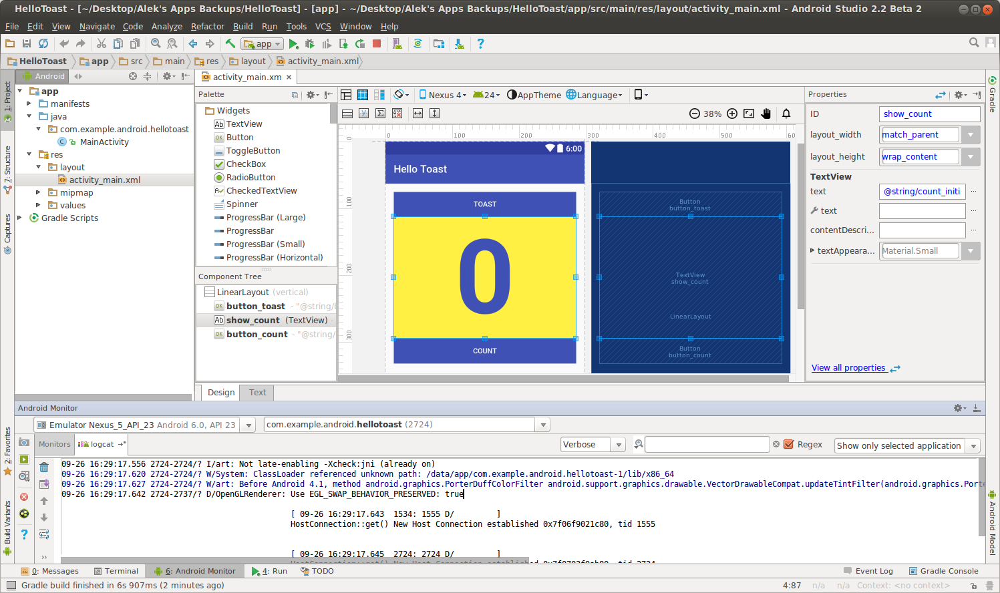 HelloToast - [~/Desktop/Alek's Apps Backups/HelloToast] - [app] - ~/Desktop/Alek's Apps Backups/HelloToast/app/src/main/res/layout/activity_main.xml - Android Studio 2.2 Beta 2
File Edit View Navigate Code Analyze Refactor Build Run Tools VCS Window Help
app
HelloToast app src main res layout activity_main.xml
1: Project
7: Structure
Captures
2: Favorites
Build Variants
Android
app
manifests
java
com.example.android.hellotoast
MainActivity
res
layout
activity_main.xml
mipmap
values
Gradle Scripts
activity_main.xm
Palette
Widgets
TextView
Button
ToggleButton
CheckBox
RadioButton
CheckedTextView
Spinner
ProgressBar (Large)
ProgressBar
ProgressBar (Small)
ProgressBar (Horizontal)
Component Tree
LinearLayout (vertical)
button_toast - "@string/
show_count (TextView) -
button_count - "@string/
Nexus 4 24 AppTheme Language
38%
0 100 200 300 400 500 60
0
100
200
300
6:00
Hello Toast
TOAST
0
COUNT
Button
button_toast
TextView
show_count
LinearLayout
Button
button_count
Properties
ID show_count
layout_width match_parent
layout_height wrap_content
TextView
text @string/count_initi
text
contentDescri...
textAppeara... Material.Small
View all properties
Gradle
Android Model
Design Text
Android Monitor
Emulator Nexus_5_API_23 Android 6.0, API 23 com.example.android.hellotoast (2724)
Monitors logcat Verbose Regex Show only selected application
09-26 16:29:17.556 2724-2724/? I/art: Not late-enabling -Xcheck:jni (already on)
09-26 16:29:17.620 2724-2724/? W/System: ClassLoader referenced unknown path: /data/app/com.example.android.hellotoast-1/lib/x86_64
09-26 16:29:17.627 2724-2724/? W/art: Before Android 4.1, method android.graphics.PorterDuffColorFilter android.support.graphics.drawable.VectorDrawableCompat.updateTintFilter(android.graphics.Porte
09-26 16:29:17.642 2724-2737/? D/OpenGLRenderer: Use EGL_SWAP_BEHAVIOR_PRESERVED: true
[ 09-26 16:29:17.643 1534: 1555 D/ ]
HostConnection::get() New Host Connection established 0x7f06f9021c80, tid 1555
[ 09-26 16:29:17.645 2724: 2724 D/ ]
0: Messages Terminal 6: Android Monitor 4: Run TODO Event Log Gradle Console
Gradle build finished in 6s 907ms (2 minutes ago) 4:87 n/a n/a Context: <no context>